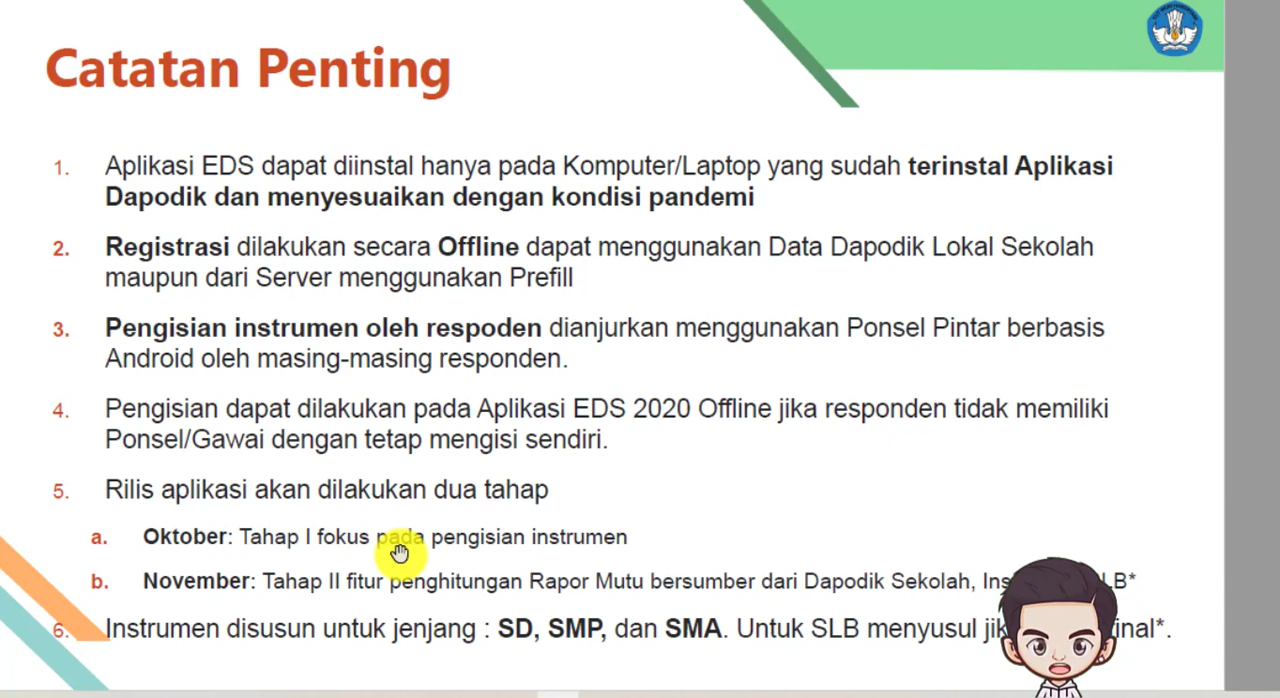 Catatan Penting
1. Aplikasi EDS dapat diinstal hanya pada Komputer/Laptop yang sudah terinstal Aplikasi
Dapodik dan menyesuaikan dengan kondisi pandemi
2. Registrasi dilakukan secara Offline dapat menggunakan Data Dapodik Lokal Sekolah
maupun dari Server menggunakan Prefill
3. Pengisian instrumen oleh respoden dianjurkan menggunakan Ponsel Pintar berbasis
Android oleh masing-masing responden.
4. Pengisian dapat dilakukan pada Aplikasi EDS 2020 Offline jika responden tidak memiliki
Ponsel/Gawai dengan tetap mengisi sendiri.
5. Rilis aplikasi akan dilakukan dua tahap
a. Oktober: Tahap I fokus pada pengisian instrumen
b. November: Tahap II fitur penghitungan Rapor Mutu bersumber dari Dapodik Sekolah,
6. Instrumen disusun untuk jenjang : SD, SMP, dan SMA. Untuk SLB menyusul